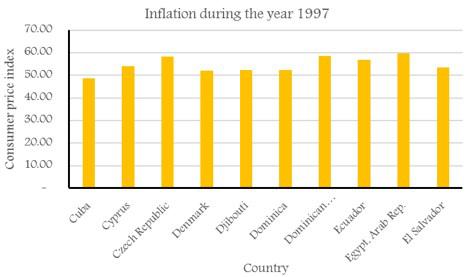 Inflation during the year 1997
Consumer price index
70.00
60.00
50.00
40.00
30.00
20.00
10.00
-
Cuba
Cyprus
Czech Republic
Denmark
Djibouti
Dominica
Dominican...
Ecuador
Egypt, Arab Rep.
El Salvador
Country